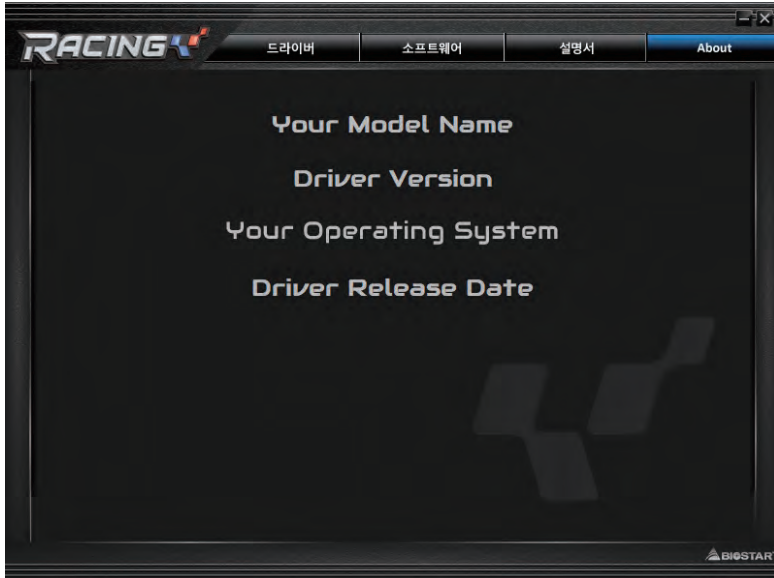 RACING
드라이버
소프트웨어
설명서
About
Your Model Name
Driver Version
Your Operating System
Driver Release Date
BIOSTAR